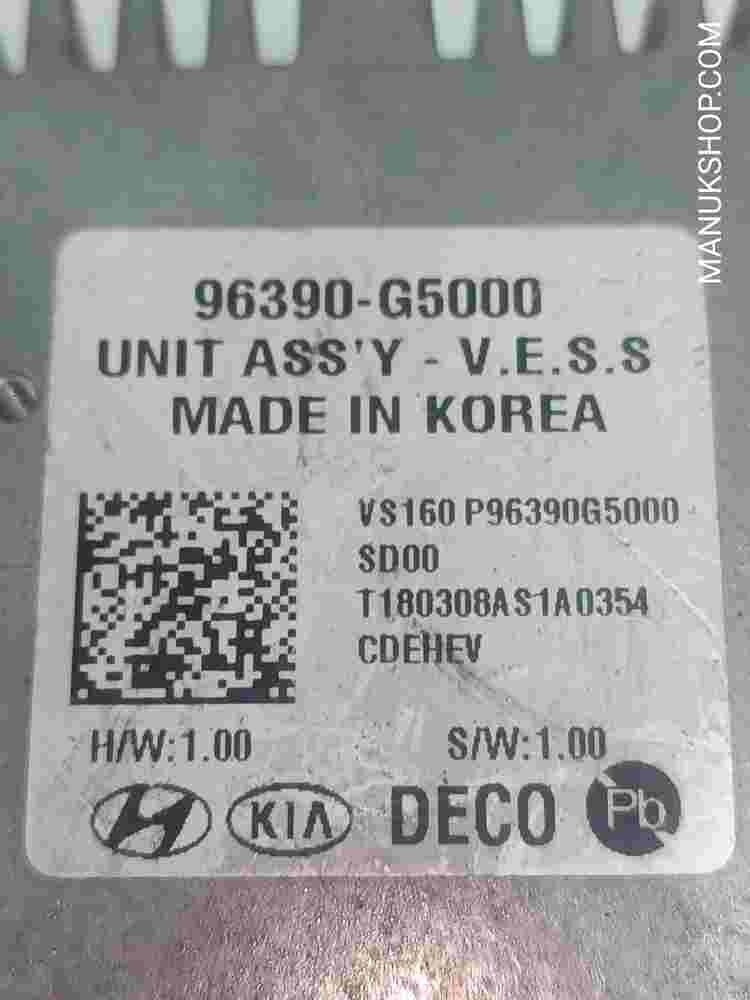 MANUKSHOP.COM
96390-G5000
UNIT ASS'Y - V.E.S.S
MADE IN KOREA
VS160 P96390G5000
SD00
T180308AS1A0354
CDEHEV
H/W:1.00 S/W:1.00
KIA DECO Pb